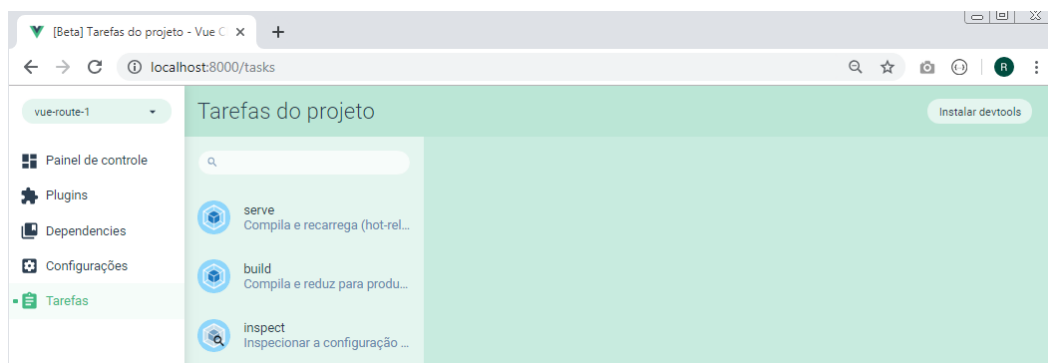 [Beta] Tarefas do projeto - Vue C
localhost:8000/tasks
R
vue-route-1
Tarefas do projeto
Instalar devtools
Painel de controle
Plugins
Dependencies
Configurações
Tarefas
serve
Compila e recarrega (hot-rel...
build
Compila e reduz para produ...
inspect
Inspecionar a configuração ...